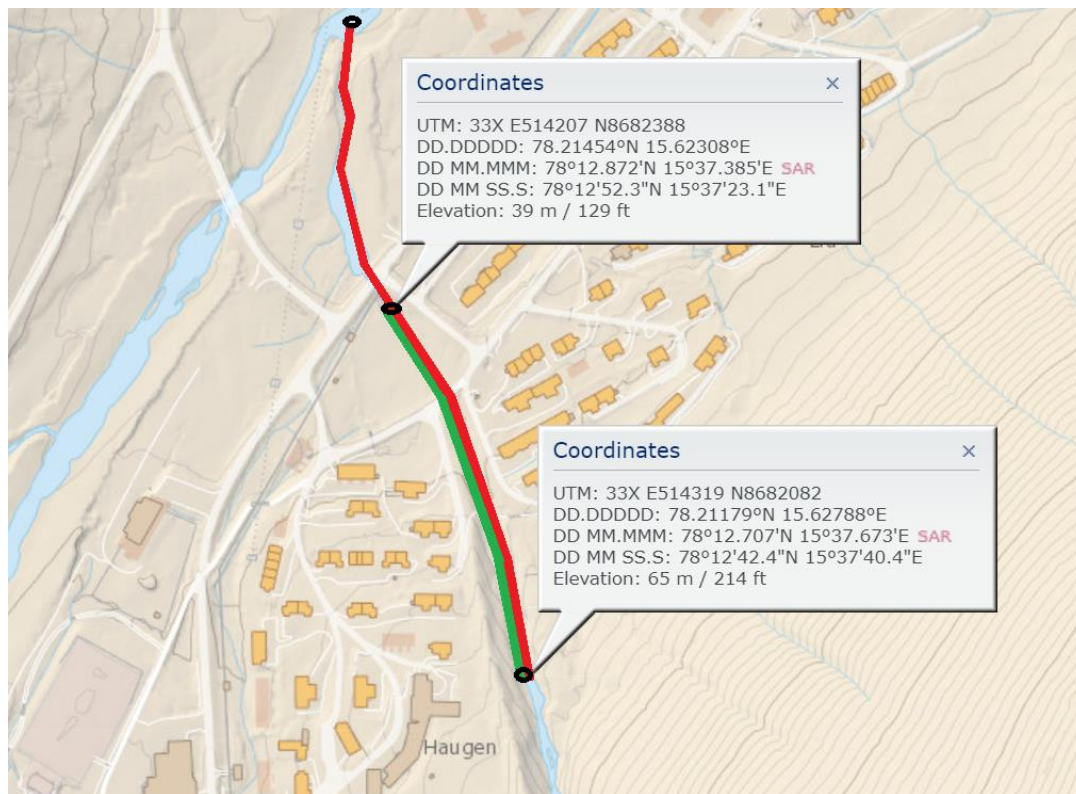 Coordinates ×
UTM: 33X E514207 N8682388
DD.DDDDD: 78.21454ºN 15.62308ºE
DD MM.MMM: 78º12.872'N 15º37.385'E SAR
DD MM SS.S: 78º12'52.3"N 15º37'23.1"E
Elevation: 39 m / 129 ft
Coordinates ×
UTM: 33X E514319 N8682082
DD.DDDDD: 78.21179ºN 15.62788ºE
DD MM.MMM: 78º12.707'N 15º37.673'E SAR
DD MM SS.S: 78º12'42.4"N 15º37'40.4"E
Elevation: 65 m / 214 ft
Haugen